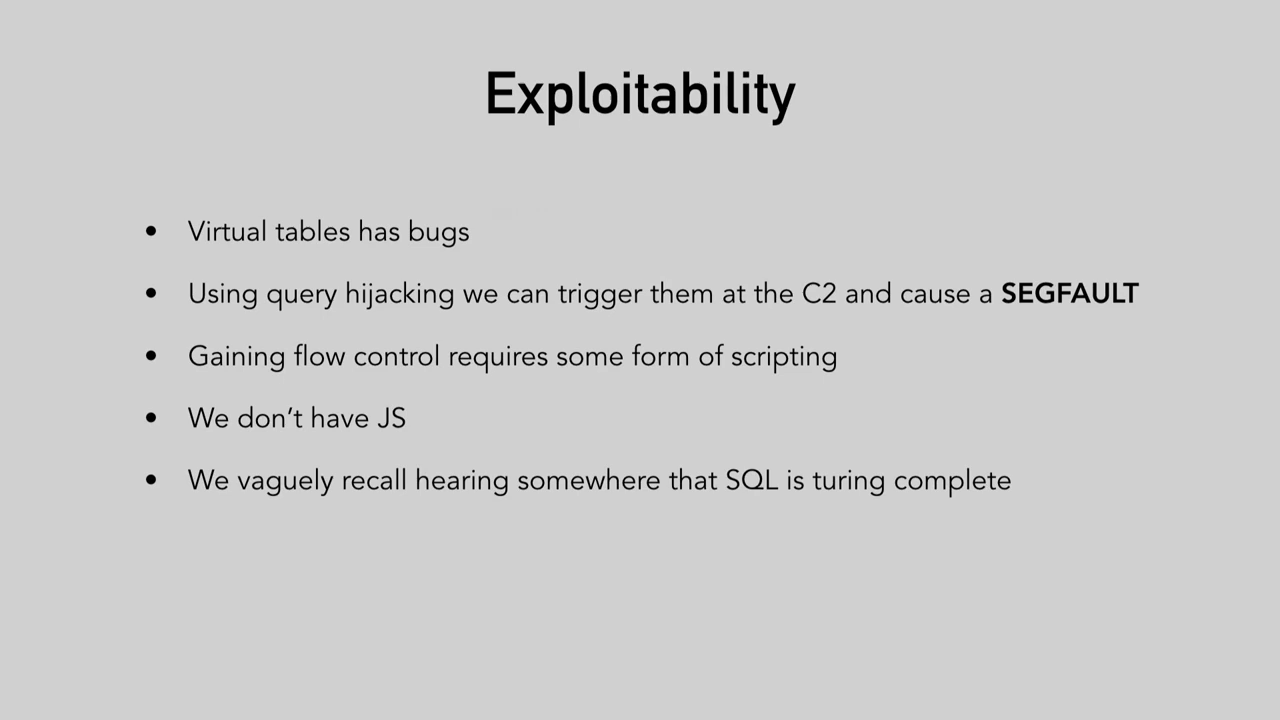 Exploitability
• Virtual tables has bugs
• Using query hijacking we can trigger them at the C2 and cause a SEGFAULT
• Gaining flow control requires some form of scripting
• We don’t have JS
• We vaguely recall hearing somewhere that SQL is turing complete